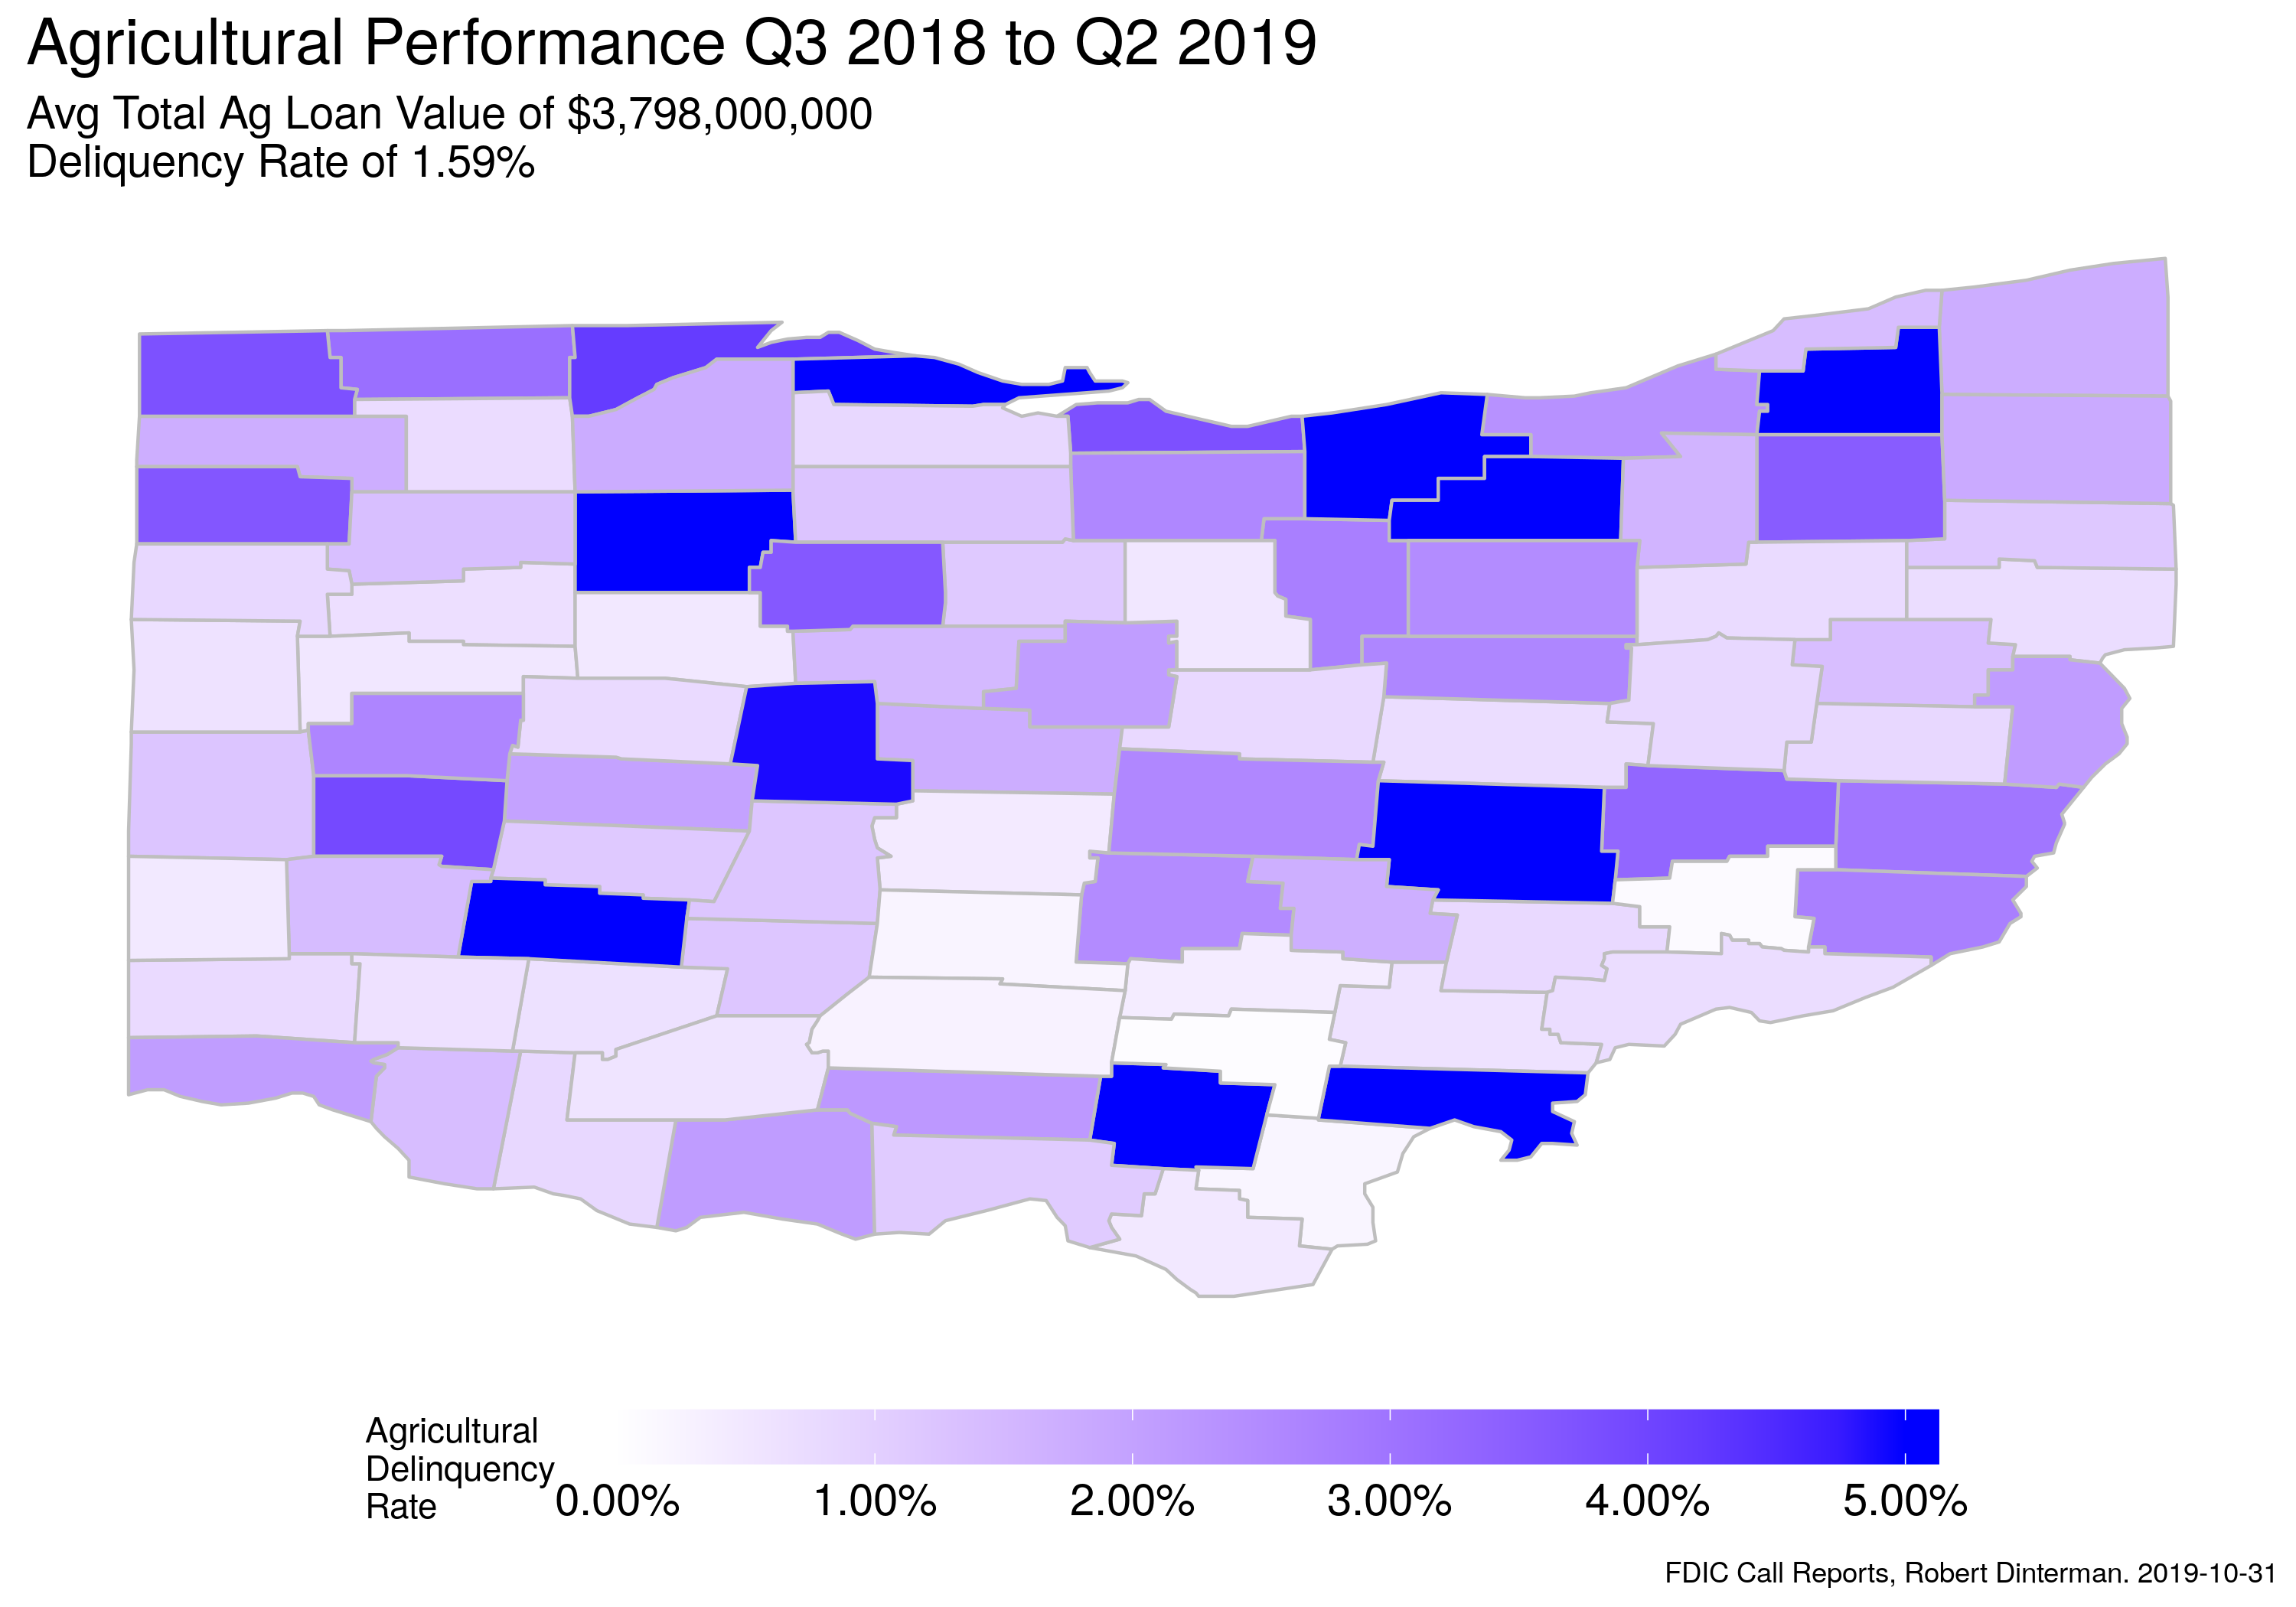 Agricultural Performance Q3 2018 to Q2 2019
Avg Total Ag Loan Value of $3,798,000,000
Deliquency Rate of 1.59%
Agricultural
Delinquency
Rate
0.00% 1.00% 2.00% 3.00% 4.00% 5.00%
FDIC Call Reports, Robert Dinterman. 2019-10-31